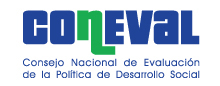 coneval
Consejo Nacional de Evaluación
de la Política de Desarrollo Social